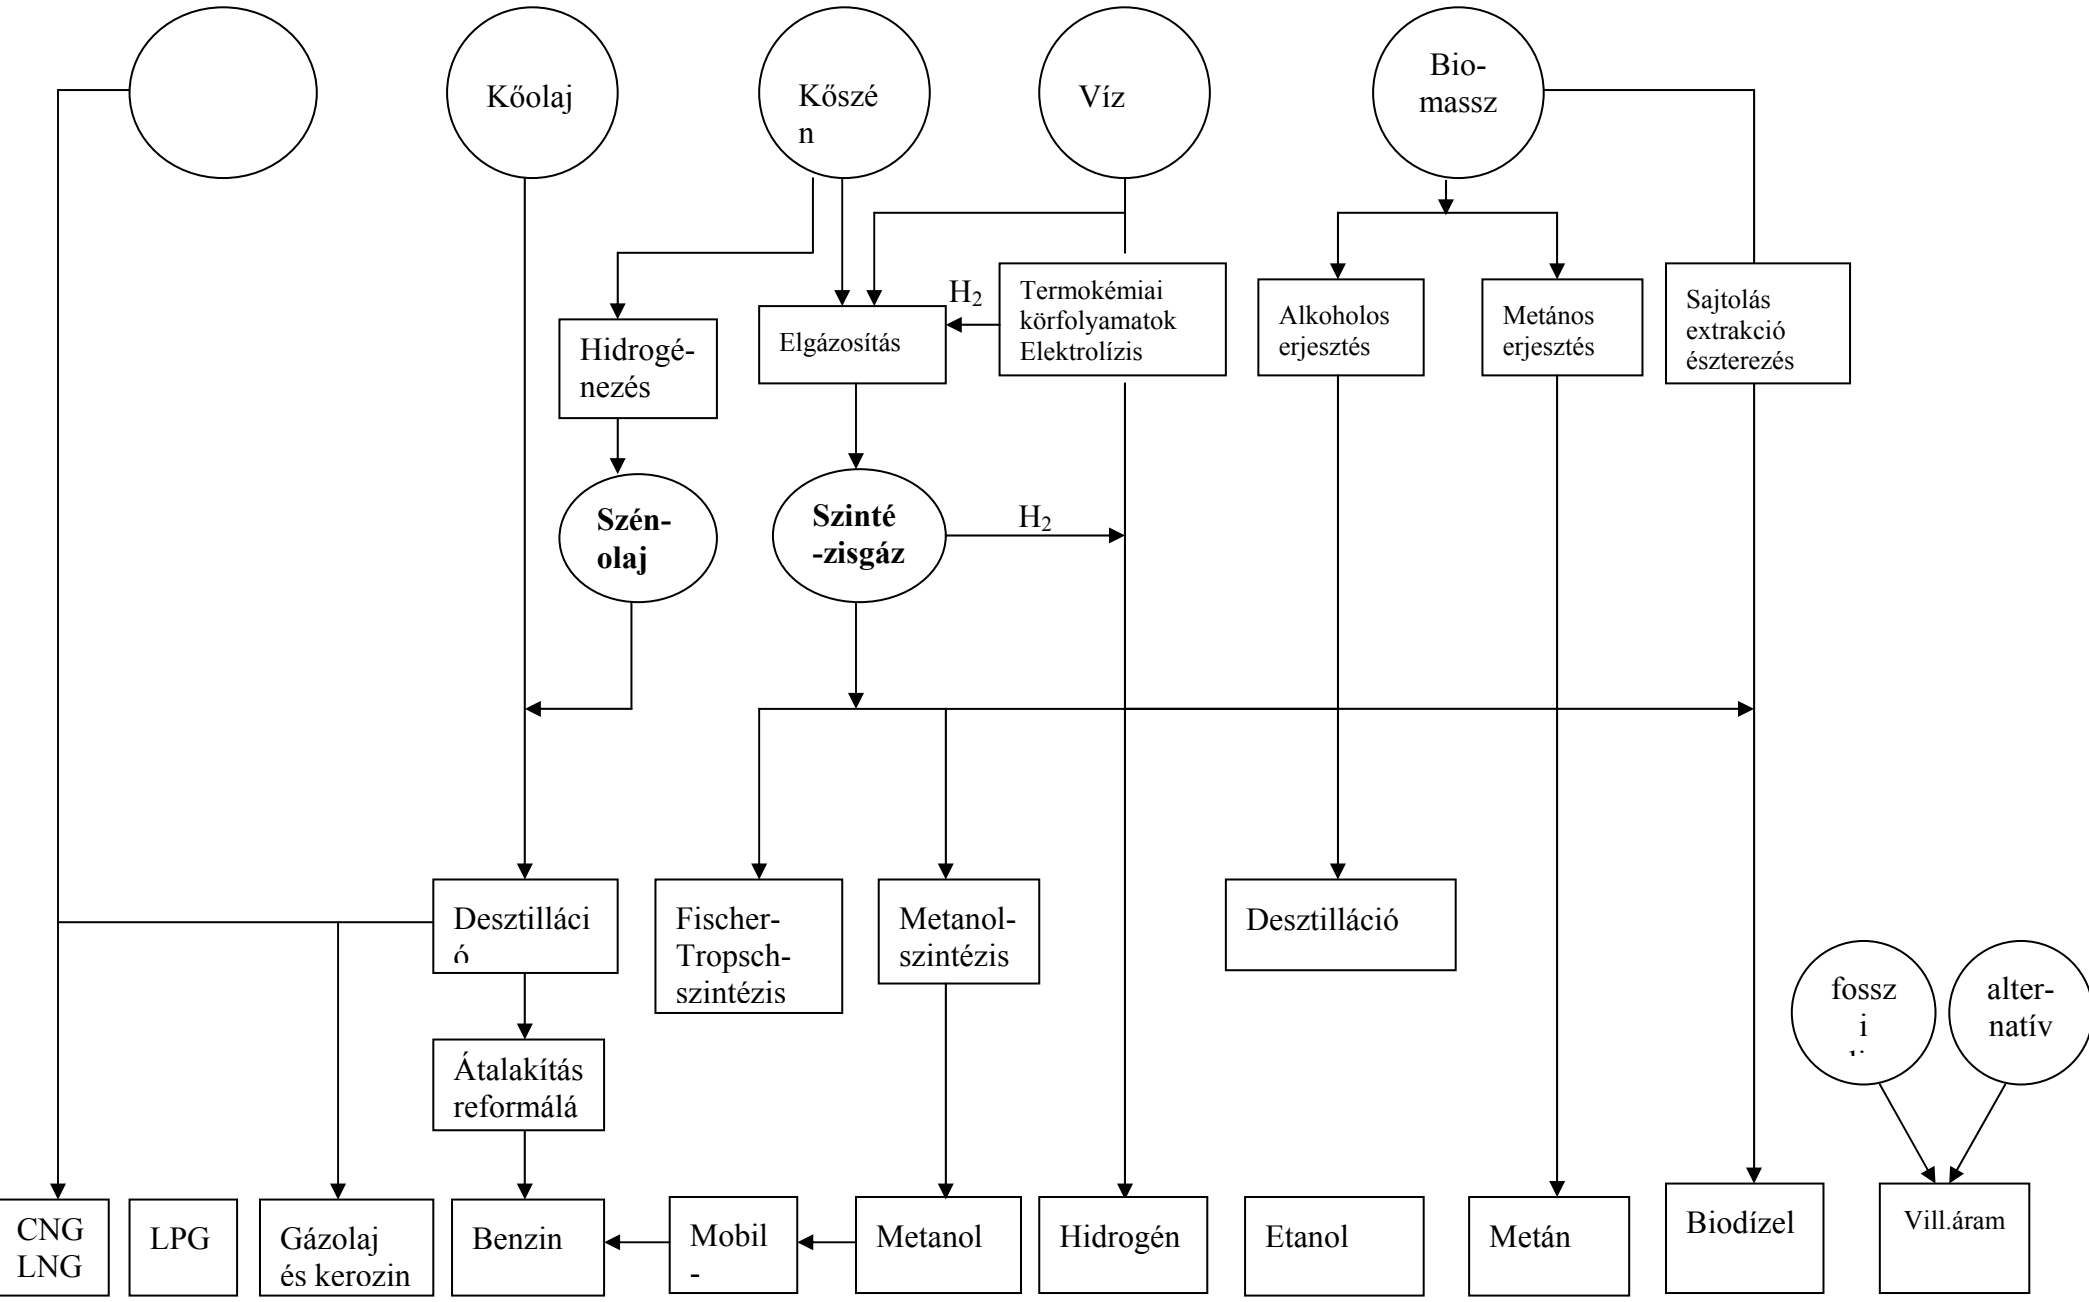 Kőolaj
Kőszé
n
Víz
Bio-
massz
H₂
Termokémiai
körfolyamatok
Elektrolízis
Alkoholos
erjesztés
Metános
erjesztés
Sajtolás
extrakció
észterezés
Hidrogé-
nezés
Elgázosítás
Szén-
olaj
Szinté
-zisgáz
H₂
Desztilláci
ó
Fischer-
Tropsch-
szintézis
Metanol-
szintézis
Desztilláció
fossz
i
alter-
natív
Átalakítás
reformálá
CNG
LNG
LPG
Gázolaj
és kerozin
Benzin
Mobil
-
Metanol
Hidrogén
Etanol
Metán
Biodízel
Vill.áram